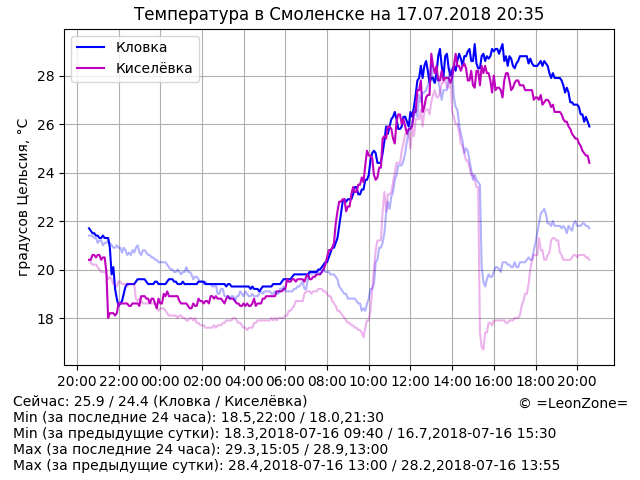 Температура в Смоленске на 17.07.2018 20:35
Кловка
Киселёвка
градусов Цельсия, °C
28
26
24
22
20
18
20:00 22:00 00:00 02:00 04:00 06:00 08:00 10:00 12:00 14:00 16:00 18:00 20:00
Сейчас: 25.9 / 24.4 (Кловка / Киселёвка)
© =LeonZone=
Min (за последние 24 часа): 18.5,22:00 / 18.0,21:30
Min (за предыдущие сутки): 18.3,2018-07-16 09:40 / 16.7,2018-07-16 15:30
Max (за последние 24 часа): 29.3,15:05 / 28.9,13:00
Max (за предыдущие сутки): 28.4,2018-07-16 13:00 / 28.2,2018-07-16 13:55